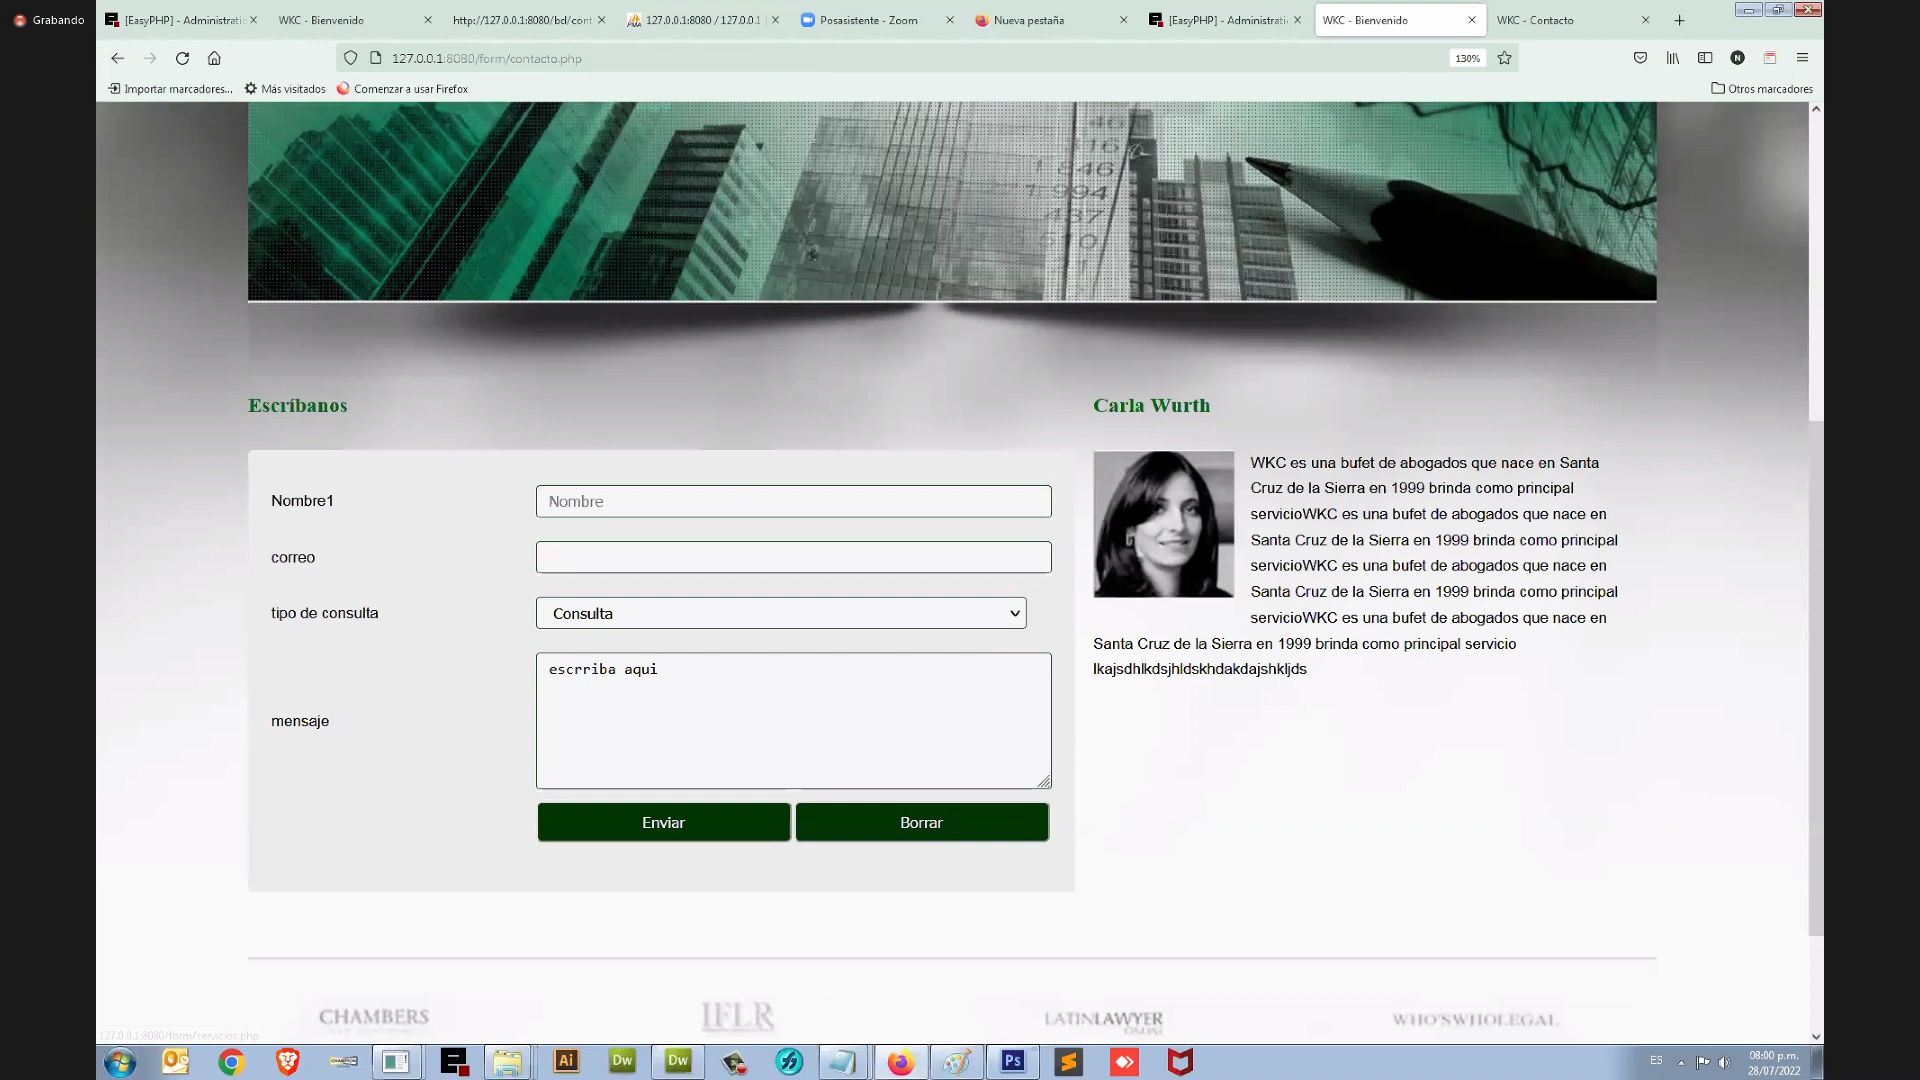 Grabando
[EasyPHP] - Administratic
WKC - Bienvenido
http://127.0.0.1:8080/bd/cont
127.0.0.1:8080 / 127.0.0.1
Posasistente - Zoom
Nueva pestaña
[EasyPHP] - Administratic
WKC - Bienvenido
WKC - Contacto
127.0.0.1:8080/form/contacto.php
130%
N
Importar marcadores...
Más visitados
Comenzar a usar Firefox
Otros marcadores
Escríbanos
Nombre1
Nombre
correo
tipo de consulta
Consulta
mensaje
escrriba aqui
Enviar
Borrar
Carla Wurth
WKC es una bufet de abogados que nace en Santa
Cruz de la Sierra en 1999 brinda como principal
servicioWKC es una bufet de abogados que nace en
Santa Cruz de la Sierra en 1999 brinda como principal
servicioWKC es una bufet de abogados que nace en
Santa Cruz de la Sierra en 1999 brinda como principal
servicioWKC es una bufet de abogados que nace en
Santa Cruz de la Sierra en 1999 brinda como principal servicio
lkajsdhlkdsjhldskhdakdajshkljds
CHAMBERS
IFLR
LATINLAWYER
WHO'SWHOLEGAL
127.0.0.1:8080/form/servicios.php
Ai
Dw
Dw
Ps
ES
08:00 p.m.
28/07/2022